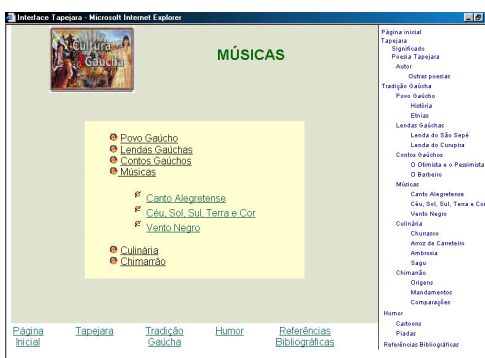 Interface Tapejara - Microsoft Internet Explorer
Cultura
Gaúcha
MÚSICAS
Povo Gaúcho
Lendas Gaúchas
Contos Gaúchos
Músicas
Canto Alegretense
Céu, Sol, Sul, Terra e Cor
Vento Negro
Culinária
Chimarrão
Página
Inicial
Tapejara
Tradição
Gaúcha
Humor
Referências
Bibliográficas
Página inicial
Tapejara
Significado
Poesia Tapejara
Autor
Outras poesias
Tradição Gaúcha
Povo Gaúcho
História
Etnias
Lendas Gaúchas
Lenda do São Sepé
Lenda do Curupira
Contos Gaúchos
O Otimista e o Pessimista
O Barbeiro
Músicas
Canto Alegretense
Céu, Sol, Sul, Terra e Cor
Vento Negro
Culinária
Churrasco
Arroz de Carreteiro
Ambrosia
Sagu
Chimarrão
Origens
Mandamentos
Comparações
Humor
Cartoons
Piadas
Referências Bibliográficas